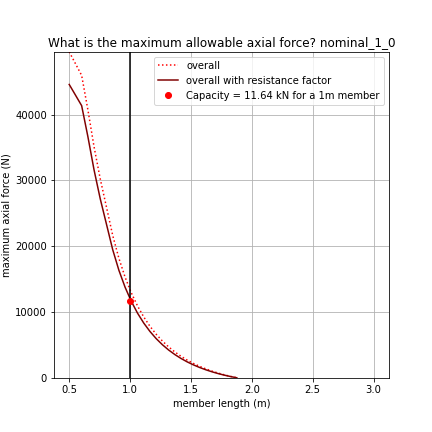 What is the maximum allowable axial force? nominal_1_0
overall
overall with resistance factor
Capacity = 11.64 kN for a 1m member
maximum axial force (N)
40000
30000
20000
10000
0
0.5 1.0 1.5 2.0 2.5 3.0
member length (m)